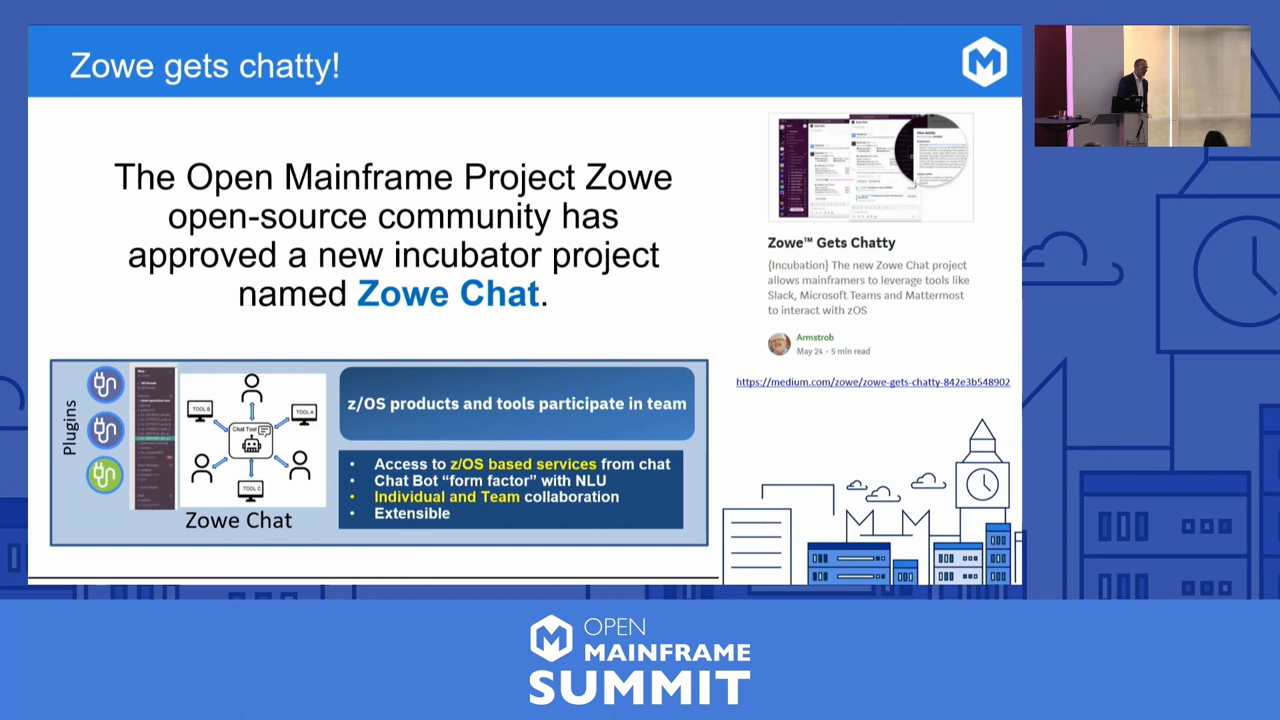 Zowe gets chatty!
The Open Mainframe Project Zowe
open-source community has
approved a new incubator project
named Zowe Chat.
Zowe™ Gets Chatty
{Incubation} The new Zowe Chat project
allows mainframers to leverage tools like
Slack, Microsoft Teams and Mattermost
to interact with zOS
Armstrob
May 24 - 5 min read
https://medium.com/zowe/zowe-gets-chatty-842e3b548902
Plugins
TOOL B
TOOL A
Chat Tool
TOOL C
Zowe Chat
z/OS products and tools participate in team
• Access to z/OS based services from chat
• Chat Bot “form factor” with NLU
• Individual and Team collaboration
• Extensible
OPEN
MAINFRAME
SUMMIT